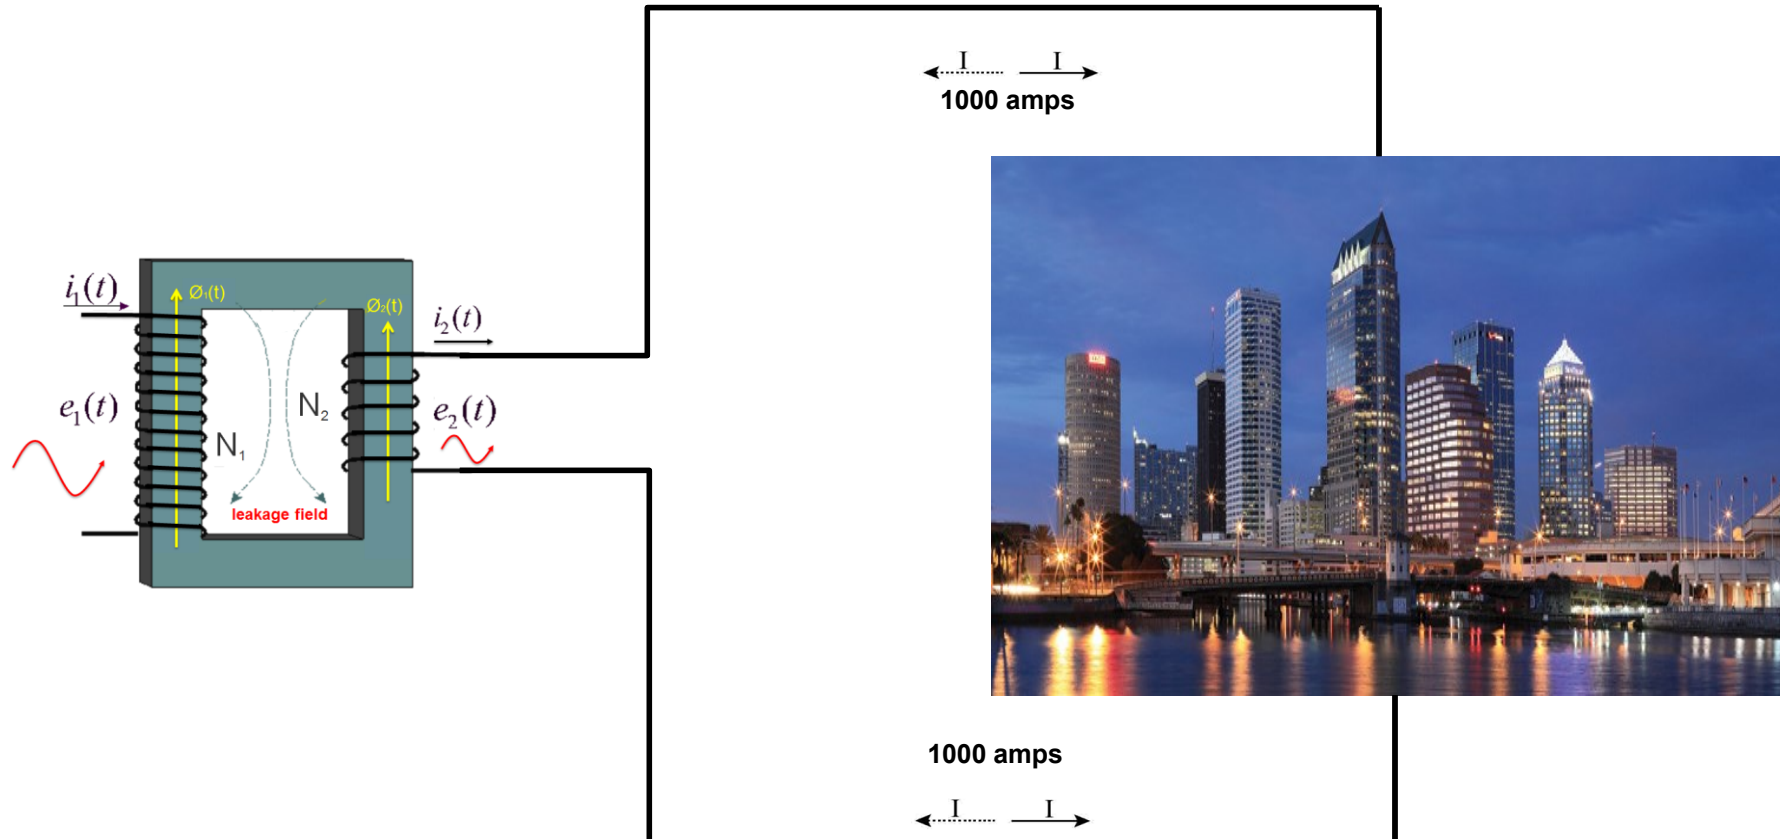 I I
1000 amps
i₁(t)
Ø₁(t)
Ø₂(t)
i₂(t)
e₁(t)
N₁
N₂
e₂(t)
leakage field
1000 amps
I I